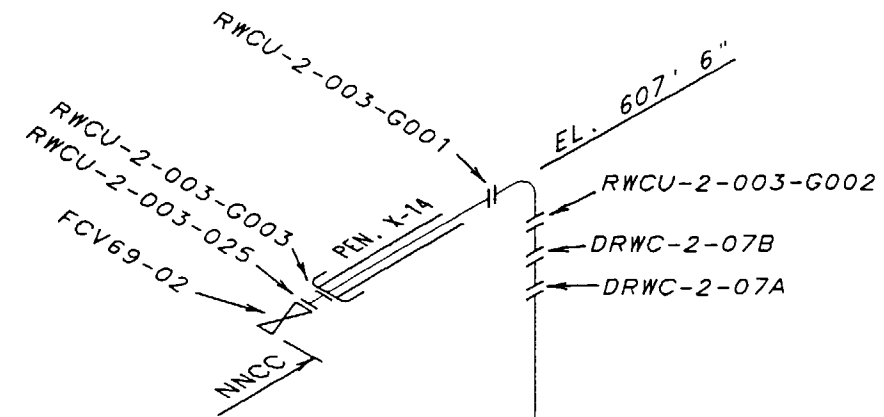 RWCU-2-003-G001
EL. 607' 6"
RWCU-2-003-G003
RWCU-2-003-025
FCV69-02
PEN. X-14
RWCU-2-003-G002
DRWC-2-07B
DRWC-2-07A
NNCC